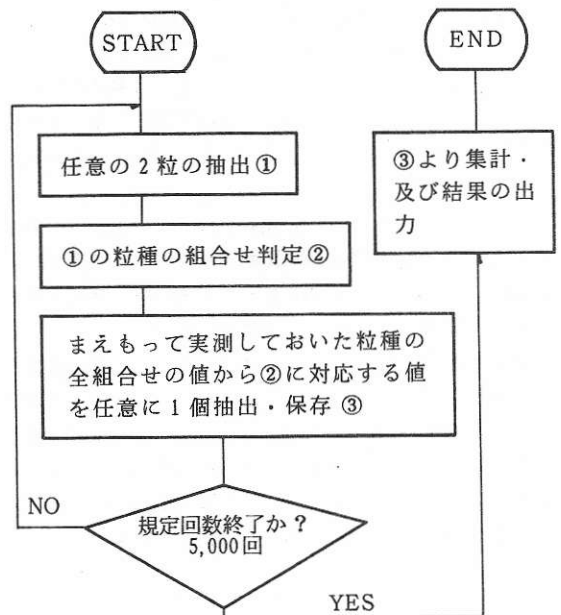 START
任意の2粒の抽出①
①の粒種の組合せ判定②
まえもって実測しておいた粒種の
全組合せの値から②に対応する値
を任意に1個抽出・保存③
規定回数終了か？
5,000回
NO
YES
③より集計・
及び結果の出
力
END